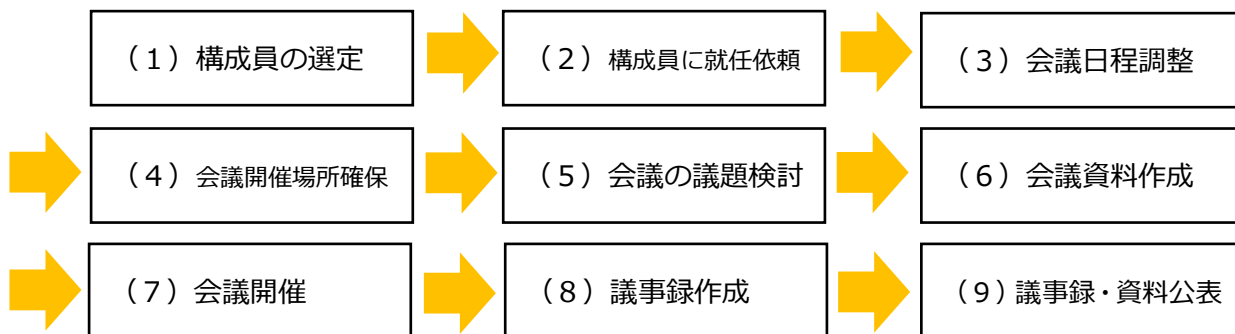 （１）構成員の選定
（２）構成員に就任依頼
（３）会議日程調整
（４）会議開催場所確保
（５）会議の議題検討
（６）会議資料作成
（７）会議開催
（８）議事録作成
（９）議事録・資料公表